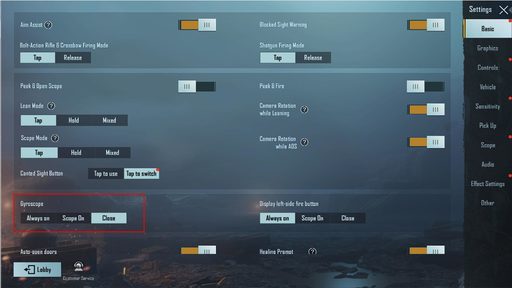 Settings
Aim Assist ?
Blocked Sight Warning
Basic
Bolt-Action Rifle & Crossbow Firing Mode
Shotgun Firing Mode
Tap Release
Tap Release
Graphics
Controls
Peek & Open Scope
Peek & Fire
Vehicle
Lean Mode ?
Camera Rotation
while Leaning ?
Sensitivity
Tap Hold Mixed
Pick Up
Scope Mode ?
Camera Rotation
while ADS ?
Scope
Tap Hold Mixed
Audio
Canted Sight Button Tap to use Tap to switch
Effect Settings
Gyroscope
Display left-side fire button
Other
Always on Scope On Close
Always on Scope On Close
Auto-open doors
Healing Prompt ?
Lobby
Customer Service